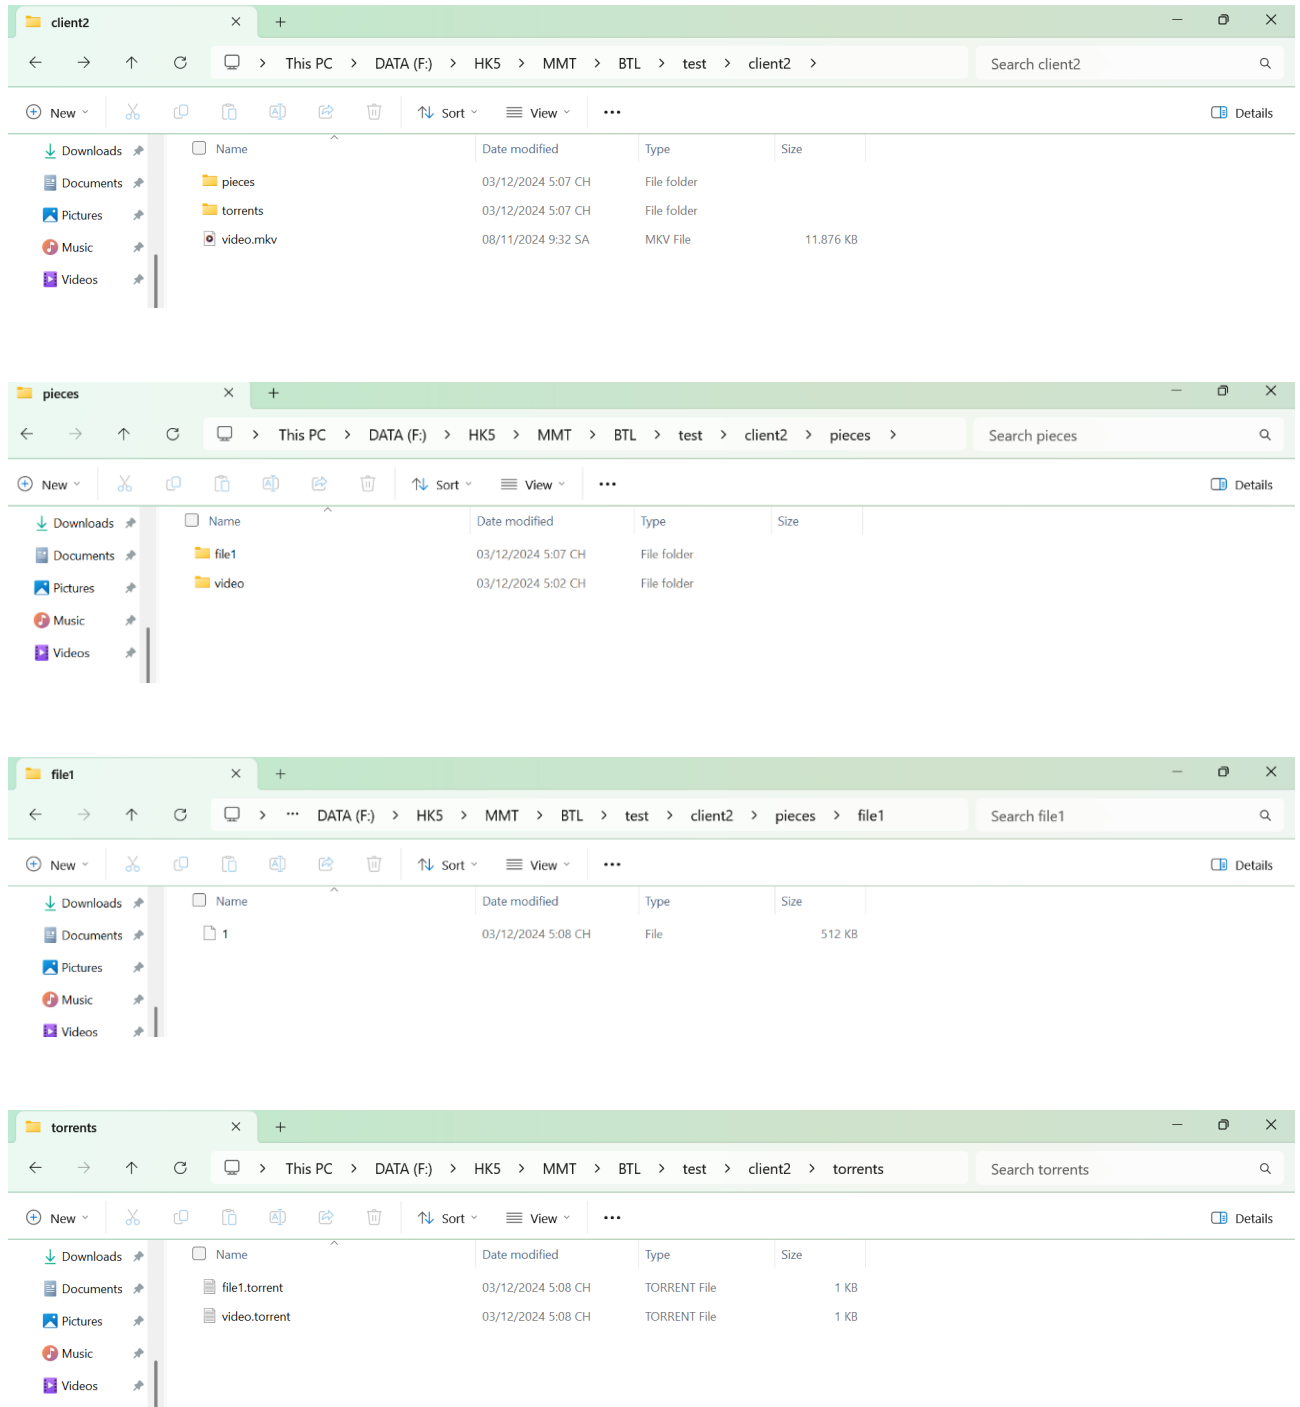 client2
This PC > DATA (F:) > HK5 > MMT > BTL > test > client2 >
Search client2
New
Sort
View
Details
Name Date modified Type Size
Downloads
Documents
Pictures
Music
Videos
pieces 03/12/2024 5:07 CH File folder
torrents 03/12/2024 5:07 CH File folder
video.mkv 08/11/2024 9:32 SA MKV File 11.876 KB
pieces
This PC > DATA (F:) > HK5 > MMT > BTL > test > client2 > pieces >
Search pieces
New
Sort
View
Details
Name Date modified Type Size
Downloads
Documents
Pictures
Music
Videos
file1 03/12/2024 5:07 CH File folder
video 03/12/2024 5:02 CH File folder
file1
DATA (F:) > HK5 > MMT > BTL > test > client2 > pieces > file1
Search file1
New
Sort
View
Details
Name Date modified Type Size
Downloads
Documents
Pictures
Music
Videos
1 03/12/2024 5:08 CH File 512 KB
torrents
This PC > DATA (F:) > HK5 > MMT > BTL > test > client2 > torrents
Search torrents
New
Sort
View
Details
Name Date modified Type Size
Downloads
Documents
Pictures
Music
Videos
file1.torrent 03/12/2024 5:08 CH TORRENT File 1 KB
video.torrent 03/12/2024 5:08 CH TORRENT File 1 KB